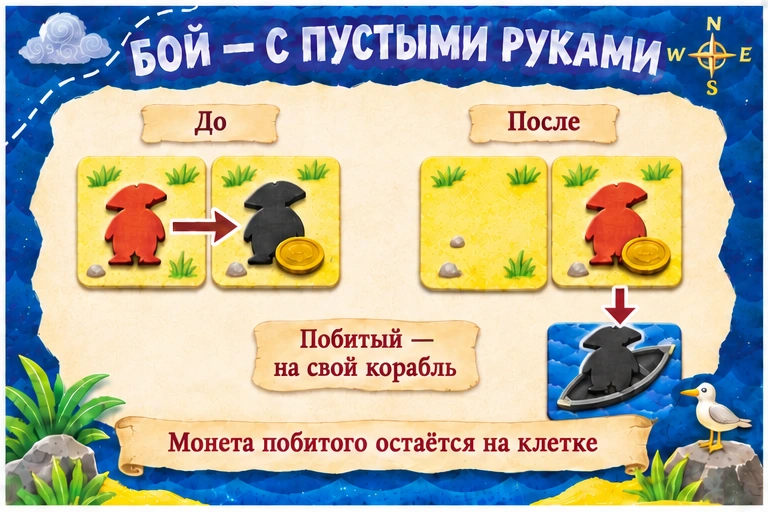 БОЙ — С ПУСТЫМИ РУКАМИ
N
W E
S
До
После
Побитый —
на свой корабль
Монета побитого остаётся на клетке